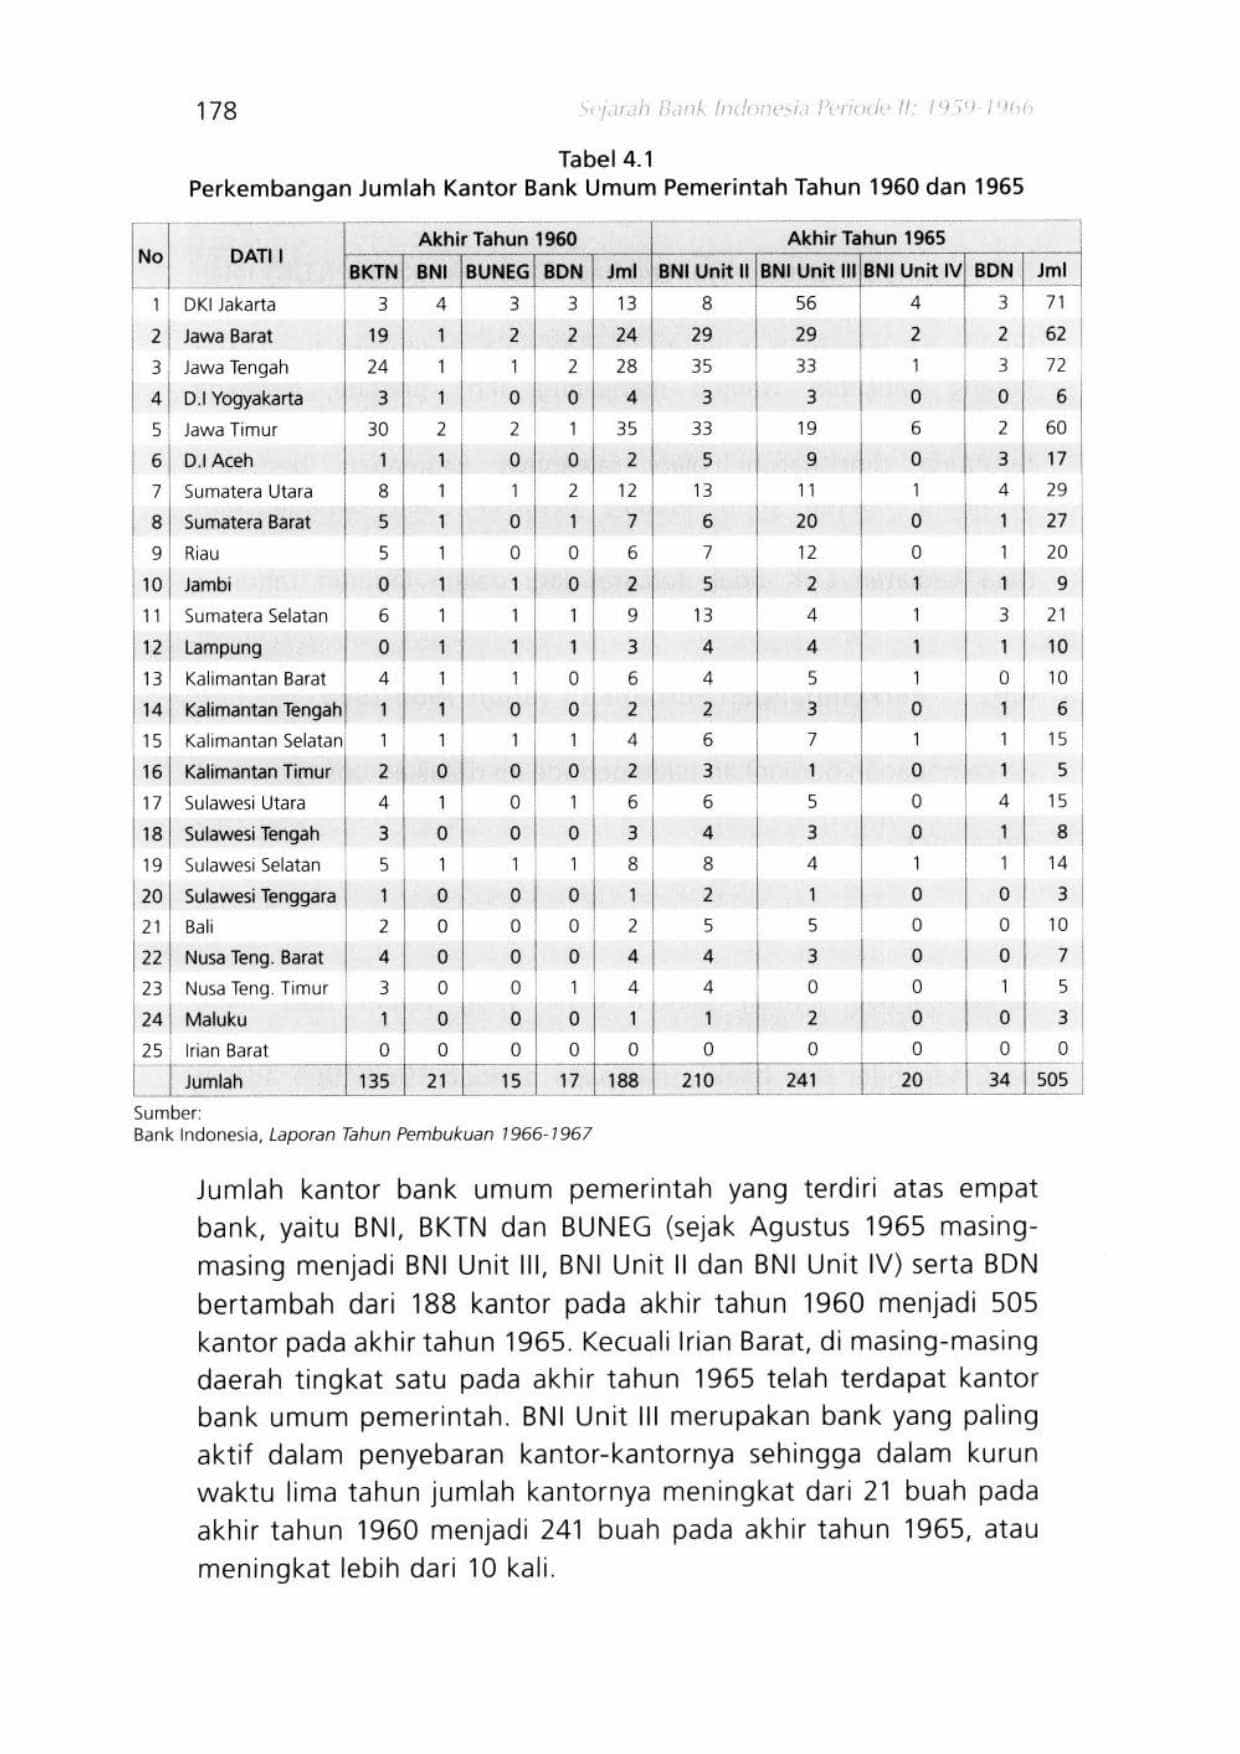 178
Sejarah Bank Indonesia Periode II: 1959-1966
Tabel 4.1
Perkembangan Jumlah Kantor Bank Umum Pemerintah Tahun 1960 dan 1965
No DATI I Akhir Tahun 1960 Akhir Tahun 1965
BKTN BNI BUNEG BDN Jml BNI Unit II BNI Unit III BNI Unit IV BDN Jml
1 DKI Jakarta 3 4 3 3 13 8 56 4 3 71
2 Jawa Barat 19 1 2 2 24 29 29 2 2 62
3 Jawa Tengah 24 1 1 2 28 35 33 1 3 72
4 D.I Yogyakarta 3 1 0 0 4 3 3 0 0 6
5 Jawa Timur 30 2 2 1 35 33 19 6 2 60
6 D.I Aceh 1 1 0 0 2 5 9 0 3 17
7 Sumatera Utara 8 1 1 2 12 13 11 1 4 29
8 Sumatera Barat 5 1 0 1 7 6 20 0 1 27
9 Riau 5 1 0 0 6 7 12 0 1 20
10 Jambi 0 1 1 0 2 5 2 1 1 9
11 Sumatera Selatan 6 1 1 1 9 13 4 1 3 21
12 Lampung 0 1 1 1 3 4 4 1 1 10
13 Kalimantan Barat 4 1 1 0 6 4 5 1 0 10
14 Kalimantan Tengah 1 1 0 0 2 2 3 0 1 6
15 Kalimantan Selatan 1 1 1 1 4 6 7 1 1 15
16 Kalimantan Timur 2 0 0 0 2 3 1 0 1 5
17 Sulawesi Utara 4 1 0 1 6 6 5 0 4 15
18 Sulawesi Tengah 3 0 0 0 3 4 3 0 1 8
19 Sulawesi Selatan 5 1 1 1 8 8 4 1 1 14
20 Sulawesi Tenggara 1 0 0 0 1 2 1 0 0 3
21 Bali 2 0 0 0 2 5 5 0 0 10
22 Nusa Teng. Barat 4 0 0 0 4 4 3 0 0 7
23 Nusa Teng. Timur 3 0 0 1 4 4 0 0 1 5
24 Maluku 1 0 0 0 1 1 2 0 0 3
25 Irian Barat 0 0 0 0 0 0 0 0 0 0
Jumlah 135 21 15 17 188 210 241 20 34 505
Sumber:
Bank Indonesia, Laporan Tahun Pembukuan 1966-1967
Jumlah kantor bank umum pemerintah yang terdiri atas empat
bank, yaitu BNI, BKTN dan BUNEG (sejak Agustus 1965 masing-
masing menjadi BNI Unit III, BNI Unit II dan BNI Unit IV) serta BDN
bertambah dari 188 kantor pada akhir tahun 1960 menjadi 505
kantor pada akhir tahun 1965. Kecuali Irian Barat, di masing-masing
daerah tingkat satu pada akhir tahun 1965 telah terdapat kantor
bank umum pemerintah. BNI Unit III merupakan bank yang paling
aktif dalam penyebaran kantor-kantornya sehingga dalam kurun
waktu lima tahun jumlah kantornya meningkat dari 21 buah pada
akhir tahun 1960 menjadi 241 buah pada akhir tahun 1965, atau
meningkat lebih dari 10 kali.